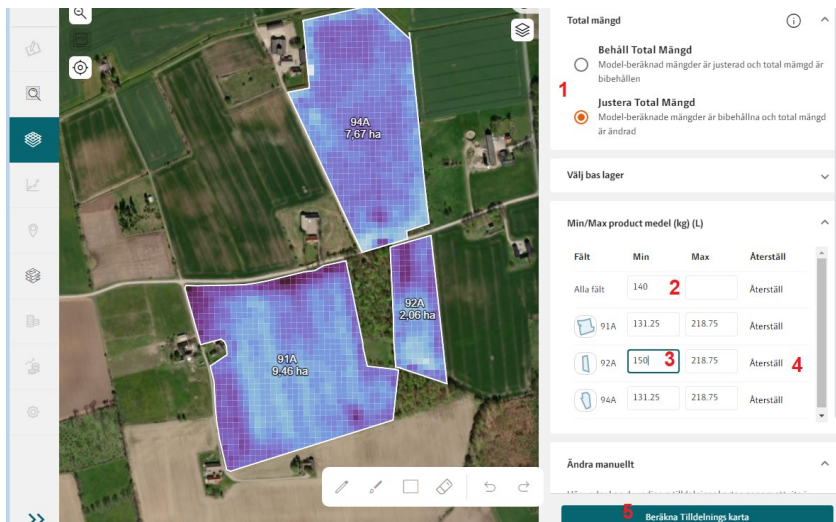 94A
7,67 ha
92A
2,06 ha
91A
9,46 ha
Total mängd
1
Behåll Total Mängd
Model-beräknad mängder är justerad och total mämgd är
bibehållen
Justera Total Mängd
Model-beräknade mängder är bibehållna och total mängd
är ändrad
Välj bas lager
Min/Max product medel (kg) (L)
Fält Min Max Återställ
Alla fält 140 2 Återställ
91A 131.25 218.75 Återställ
92A 150 3 218.75 Återställ 4
94A 131.25 218.75 Återställ
Ändra manuellt
5 Beräkna Tilldelnings karta